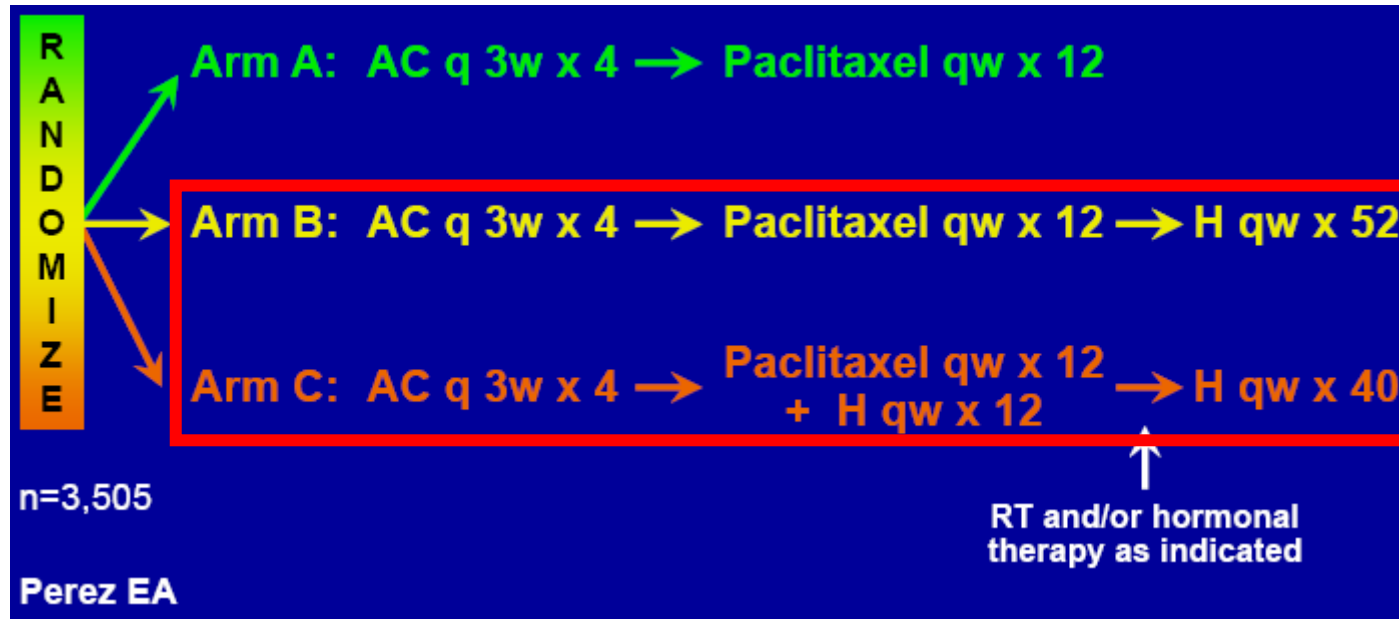 RANDOMIZE
Arm A: AC q 3w x 4 → Paclitaxel qw x 12
Arm B: AC q 3w x 4 → Paclitaxel qw x 12 → H qw x 52
Arm C: AC q 3w x 4 → Paclitaxel qw x 12
+ H qw x 12 → H qw x 40
n=3,505
RT and/or hormonal
therapy as indicated
Perez EA